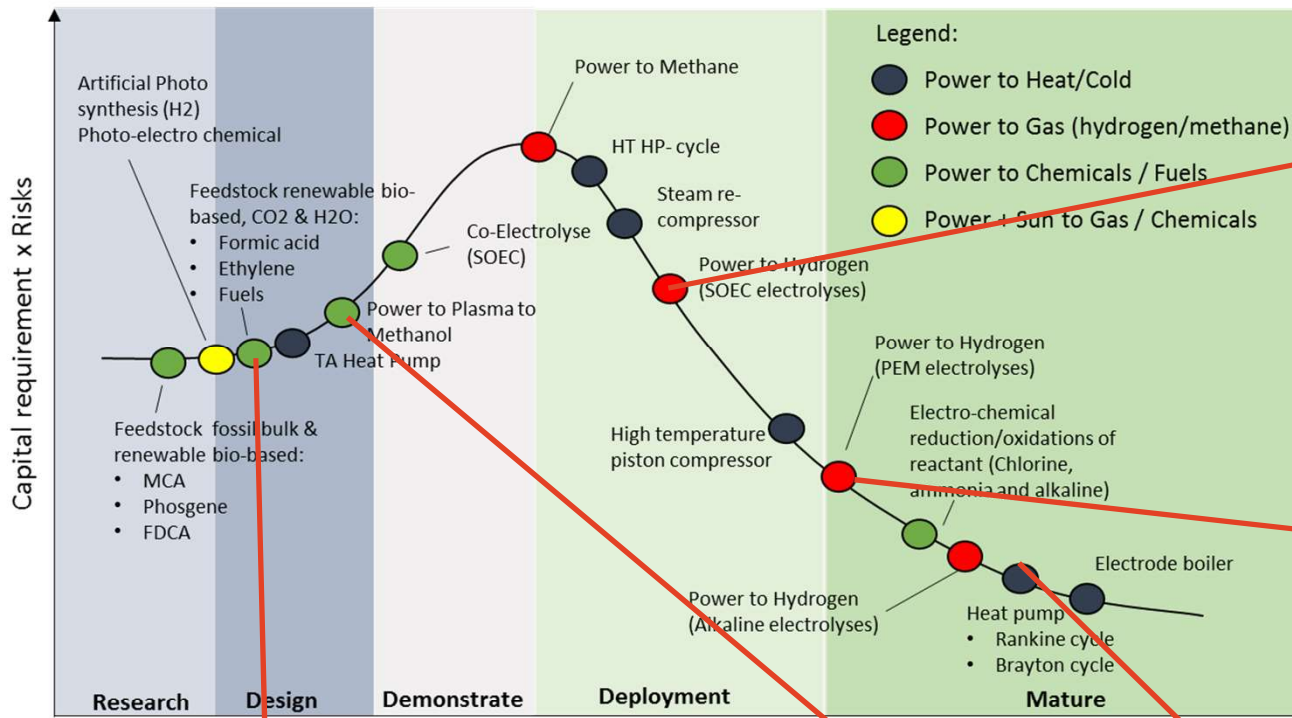 Capital requirement x Risks
Artificial Photo
synthesis (H2)
Photo-electro chemical
Feedstock renewable bio-
based, CO2 & H2O:
• Formic acid
• Ethylene
• Fuels
Feedstock fossil bulk &
renewable bio-based:
• MCA
• Phosgene
• FDCA
TA Heat Pump
Power to Plasma to
Methanol
Co-Electrolyse
(SOEC)
Power to Methane
HT HP- cycle
Steam re-
compressor
Power to Hydrogen
(SOEC electrolyses)
High temperature
piston compressor
Power to Hydrogen
(PEM electrolyses)
Electro-chemical
reduction/oxidations of
reactant (Chlorine,
ammonia and alkaline)
Power to Hydrogen
(Alkaline electrolyses)
Heat pump
• Rankine cycle
• Brayton cycle
Electrode boiler
Legend:
Power to Heat/Cold
Power to Gas (hydrogen/methane)
Power to Chemicals / Fuels
Power + Sun to Gas / Chemicals
Research
Design
Demonstrate
Deployment
Mature